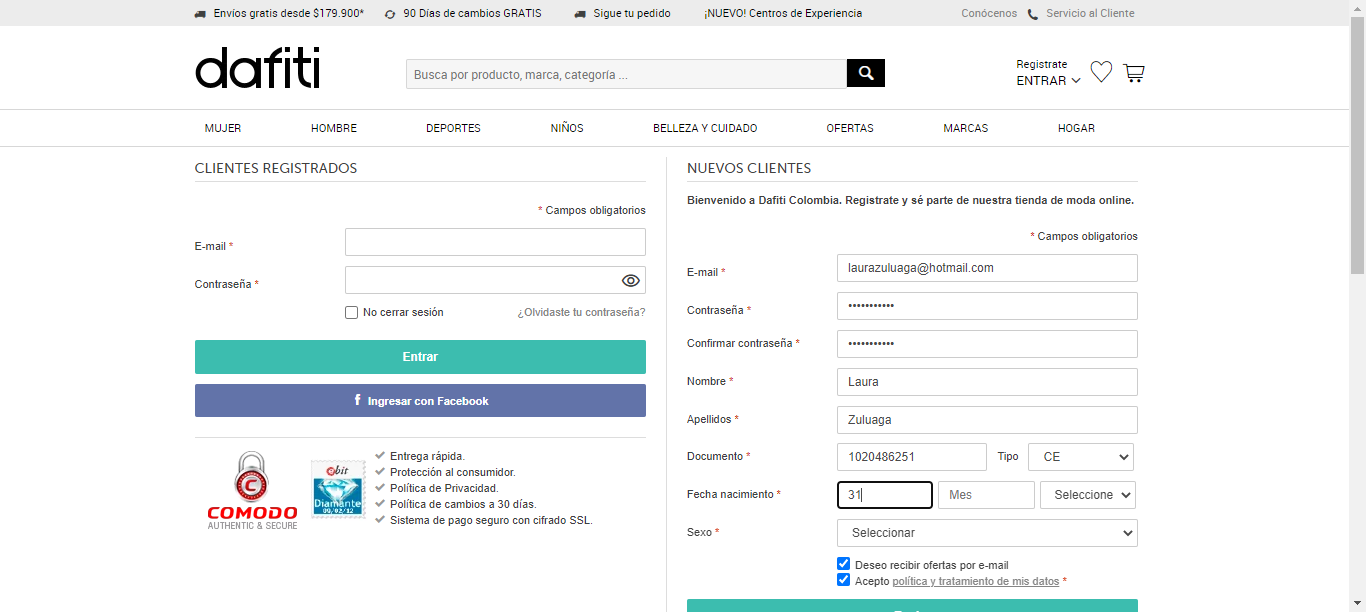 Envíos gratis desde $179.900* 90 Días de cambios GRATIS Sigue tu pedido ¡NUEVO! Centros de Experiencia Conócenos Servicio al Cliente
dafiti
Busca por producto, marca, categoría ...
Registrate
ENTRAR
MUJER HOMBRE DEPORTES NIÑOS BELLEZA Y CUIDADO OFERTAS MARCAS HOGAR
CLIENTES REGISTRADOS
* Campos obligatorios
E-mail *
Contraseña *
No cerrar sesión ¿Olvidaste tu contraseña?
Entrar
f Ingresar con Facebook
C
COMODO
AUTHENTIC & SECURE
ebit
Diamante
09/02/12
Entrega rápida.
Protección al consumidor.
Política de Privacidad.
Política de cambios a 30 días.
Sistema de pago seguro con cifrado SSL.
NUEVOS CLIENTES
Bienvenido a Dafiti Colombia. Registrate y sé parte de nuestra tienda de moda online.
* Campos obligatorios
E-mail * laurazuluaga@hotmail.com
Contraseña * •••••••••••
Confirmar contraseña * •••••••••••
Nombre * Laura
Apellidos * Zuluaga
Documento * 1020486251 Tipo CE
Fecha nacimiento * 31 Mes Seleccione
Sexo * Seleccionar
Deseo recibir ofertas por e-mail
Acepto política y tratamiento de mis datos *